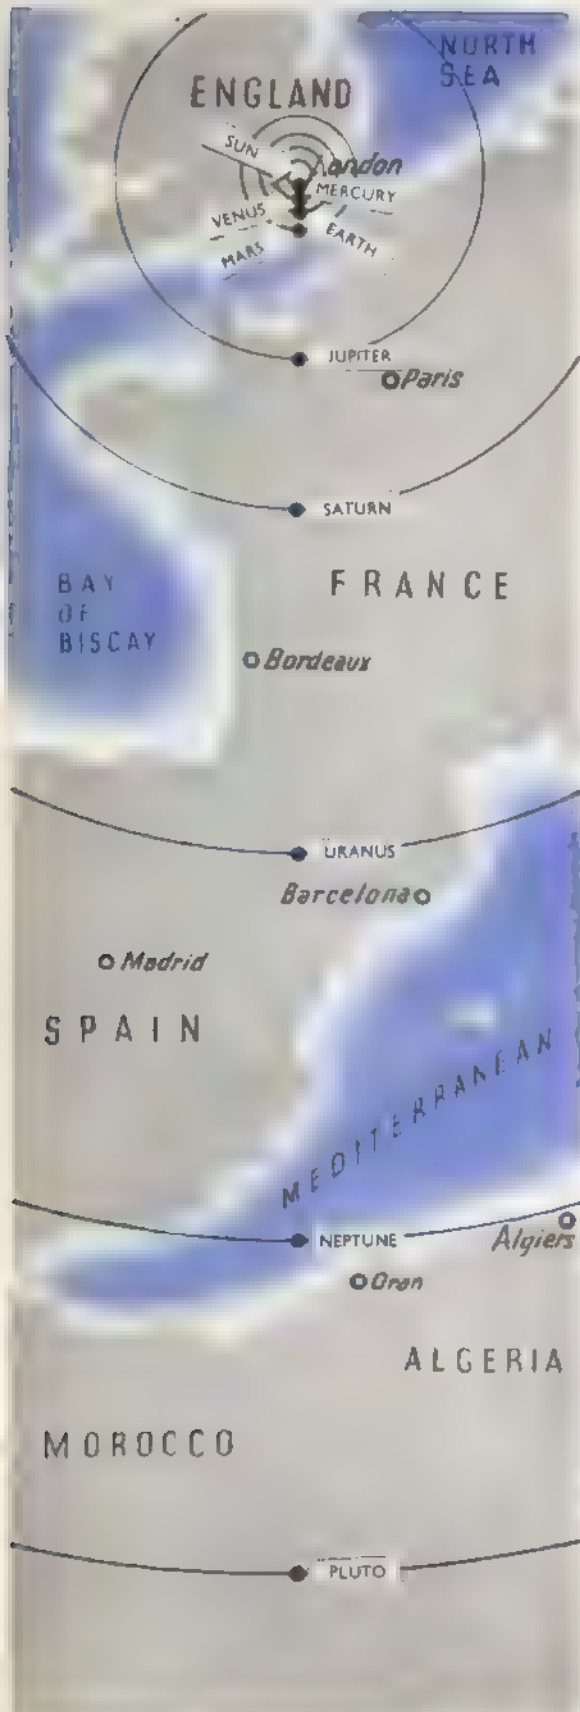 NORTH
SEA
ENGLAND
SUN
London
MERCURY
VENUS
EARTH
MARS
JUPITER
Paris
SATURN
FRANCE
BAY
OF
BISCAY
Bordeaux
URANUS
Barcelona
Madrid
SPAIN
MEDITERRANEAN
NEPTUNE
Algiers
Oran
ALGERIA
MOROCCO
PLUTO